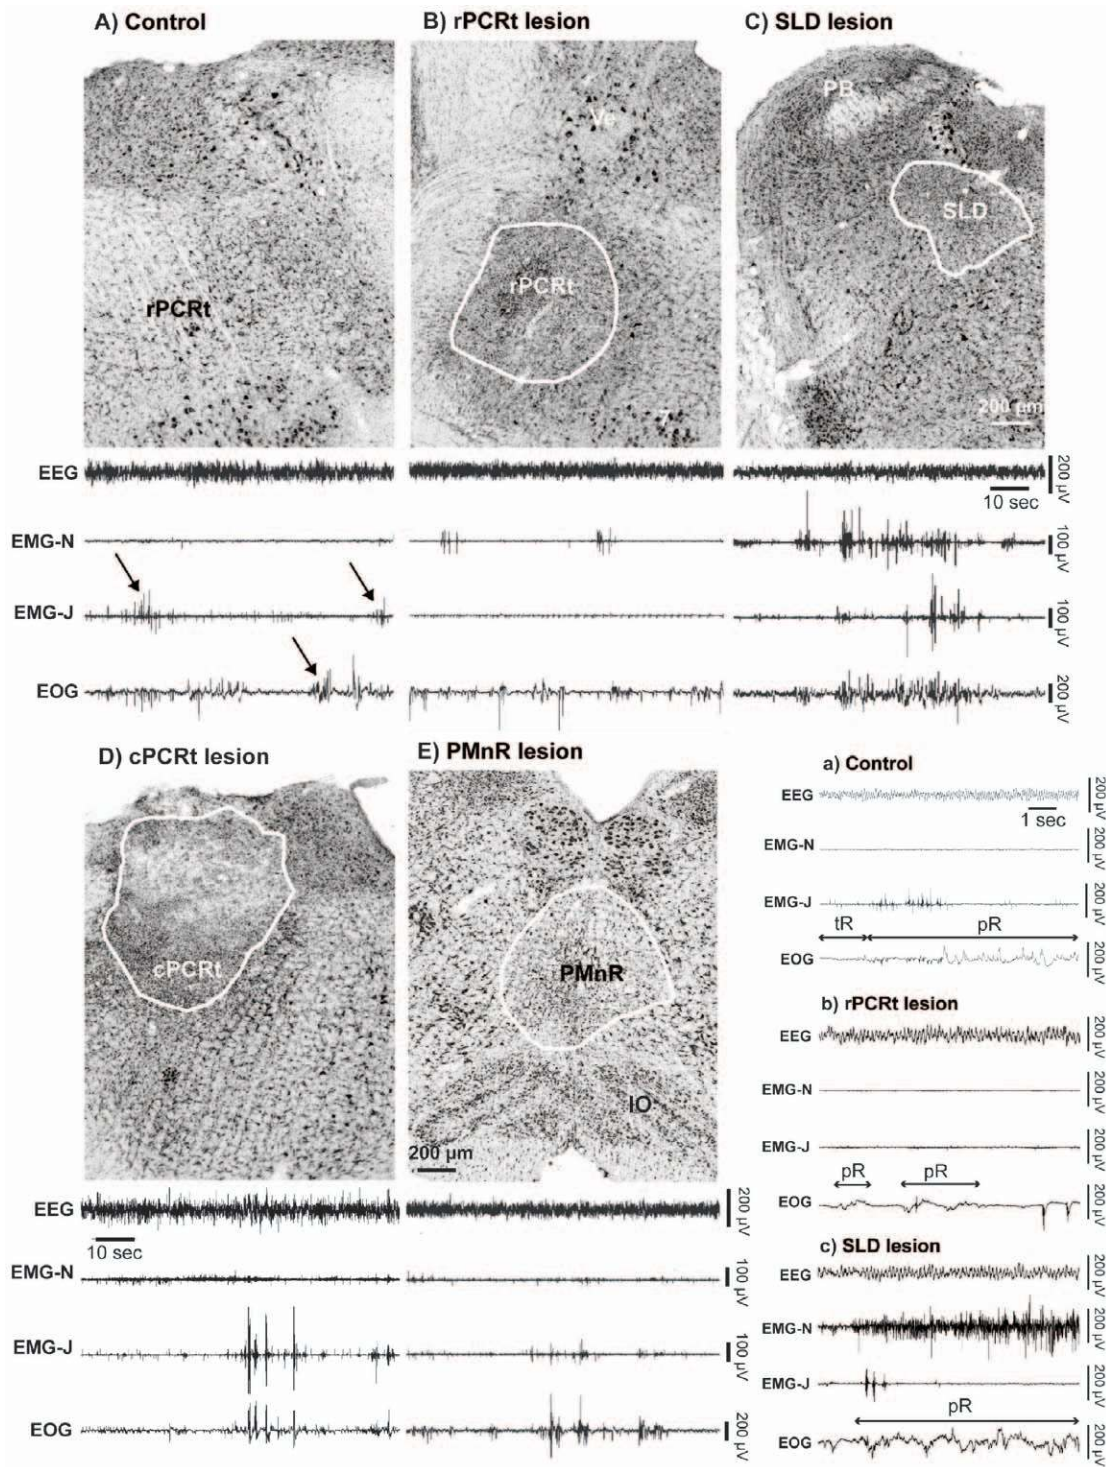 A) Control
B) rPCRt lesion
C) SLD lesion
PB
Ve
SLD
rPCRt
rPCRt
7
200 µm
EEG
200 µV
10 sec
EMG-N
100 µV
EMG-J
100 µV
EOG
200 µV
D) cPCRt lesion
E) PMnR lesion
cPCRt
PMnR
IO
200 µm
EEG
200 µV
10 sec
EMG-N
100 µV
EMG-J
100 µV
EOG
200 µV
a) Control
EEG
200 µV
1 sec
EMG-N
200 µV
EMG-J
200 µV
tR
pR
EOG
200 µV
b) rPCRt lesion
EEG
200 µV
EMG-N
200 µV
EMG-J
200 µV
pR
pR
EOG
200 µV
c) SLD lesion
EEG
200 µV
EMG-N
200 µV
EMG-J
200 µV
pR
EOG
200 µV